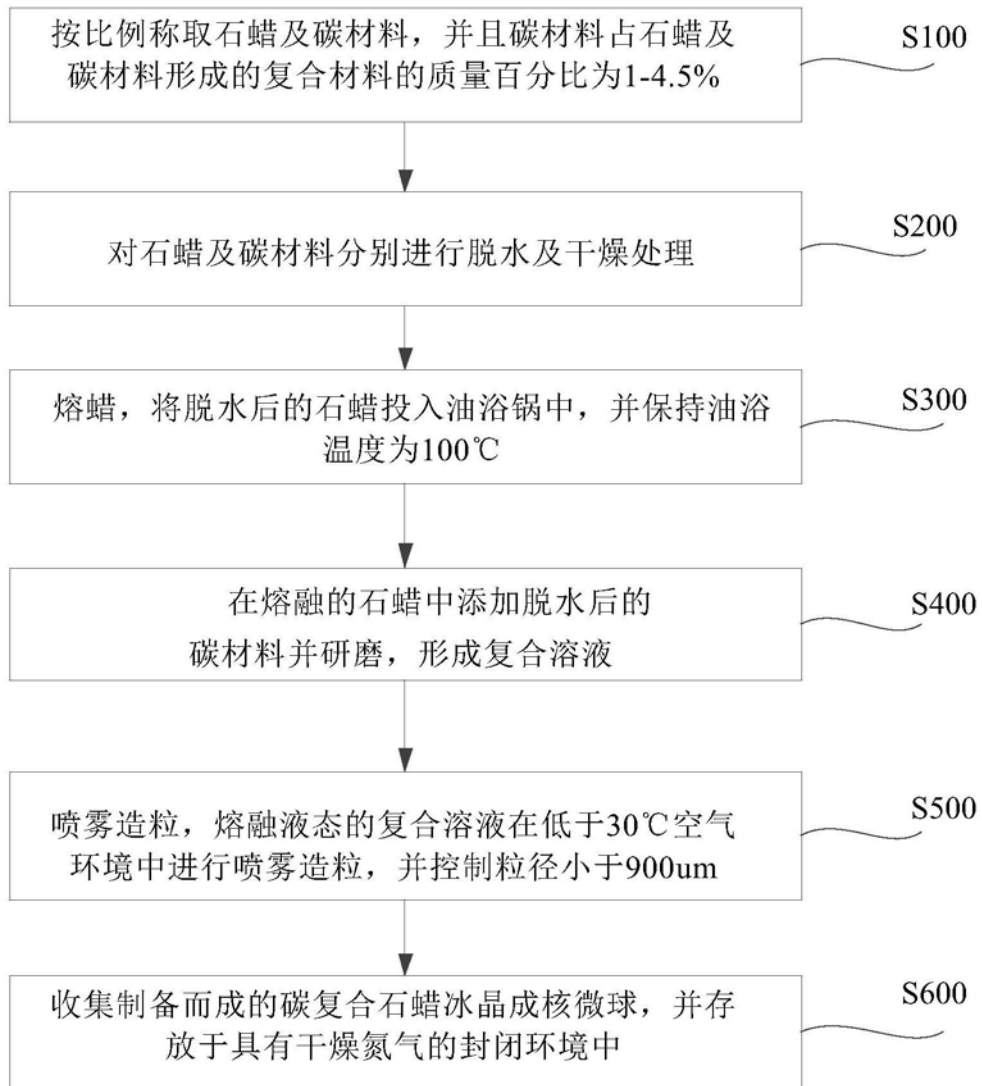 按比例称取石蜡及碳材料，并且碳材料占石蜡及
碳材料形成的复合材料的质量百分比为1-4.5%
S100
对石蜡及碳材料分别进行脱水及干燥处理
S200
熔蜡，将脱水后的石蜡投入油浴锅中，并保持油浴
温度为100℃
S300
在熔融的石蜡中添加脱水后的
碳材料并研磨，形成复合溶液
S400
喷雾造粒，熔融液态的复合溶液在低于30℃空气
环境中进行喷雾造粒，并控制粒径小于900um
S500
收集制备而成的碳复合石蜡冰晶成核微球，并存
放于具有干燥氮气的封闭环境中
S600